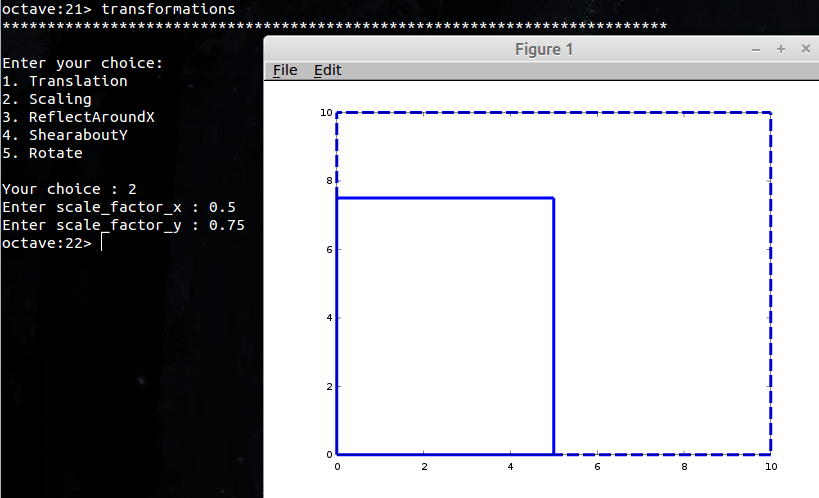 octave:21> transformations
**************************************************************************
Enter your choice:
1. Translation
2. Scaling
3. ReflectAroundX
4. ShearaboutY
5. Rotate
Your choice : 2
Enter scale_factor_x : 0.5
Enter scale_factor_y : 0.75
octave:22>
Figure 1
File Edit
10
8
6
4
2
0
0 2 4 6 8 10